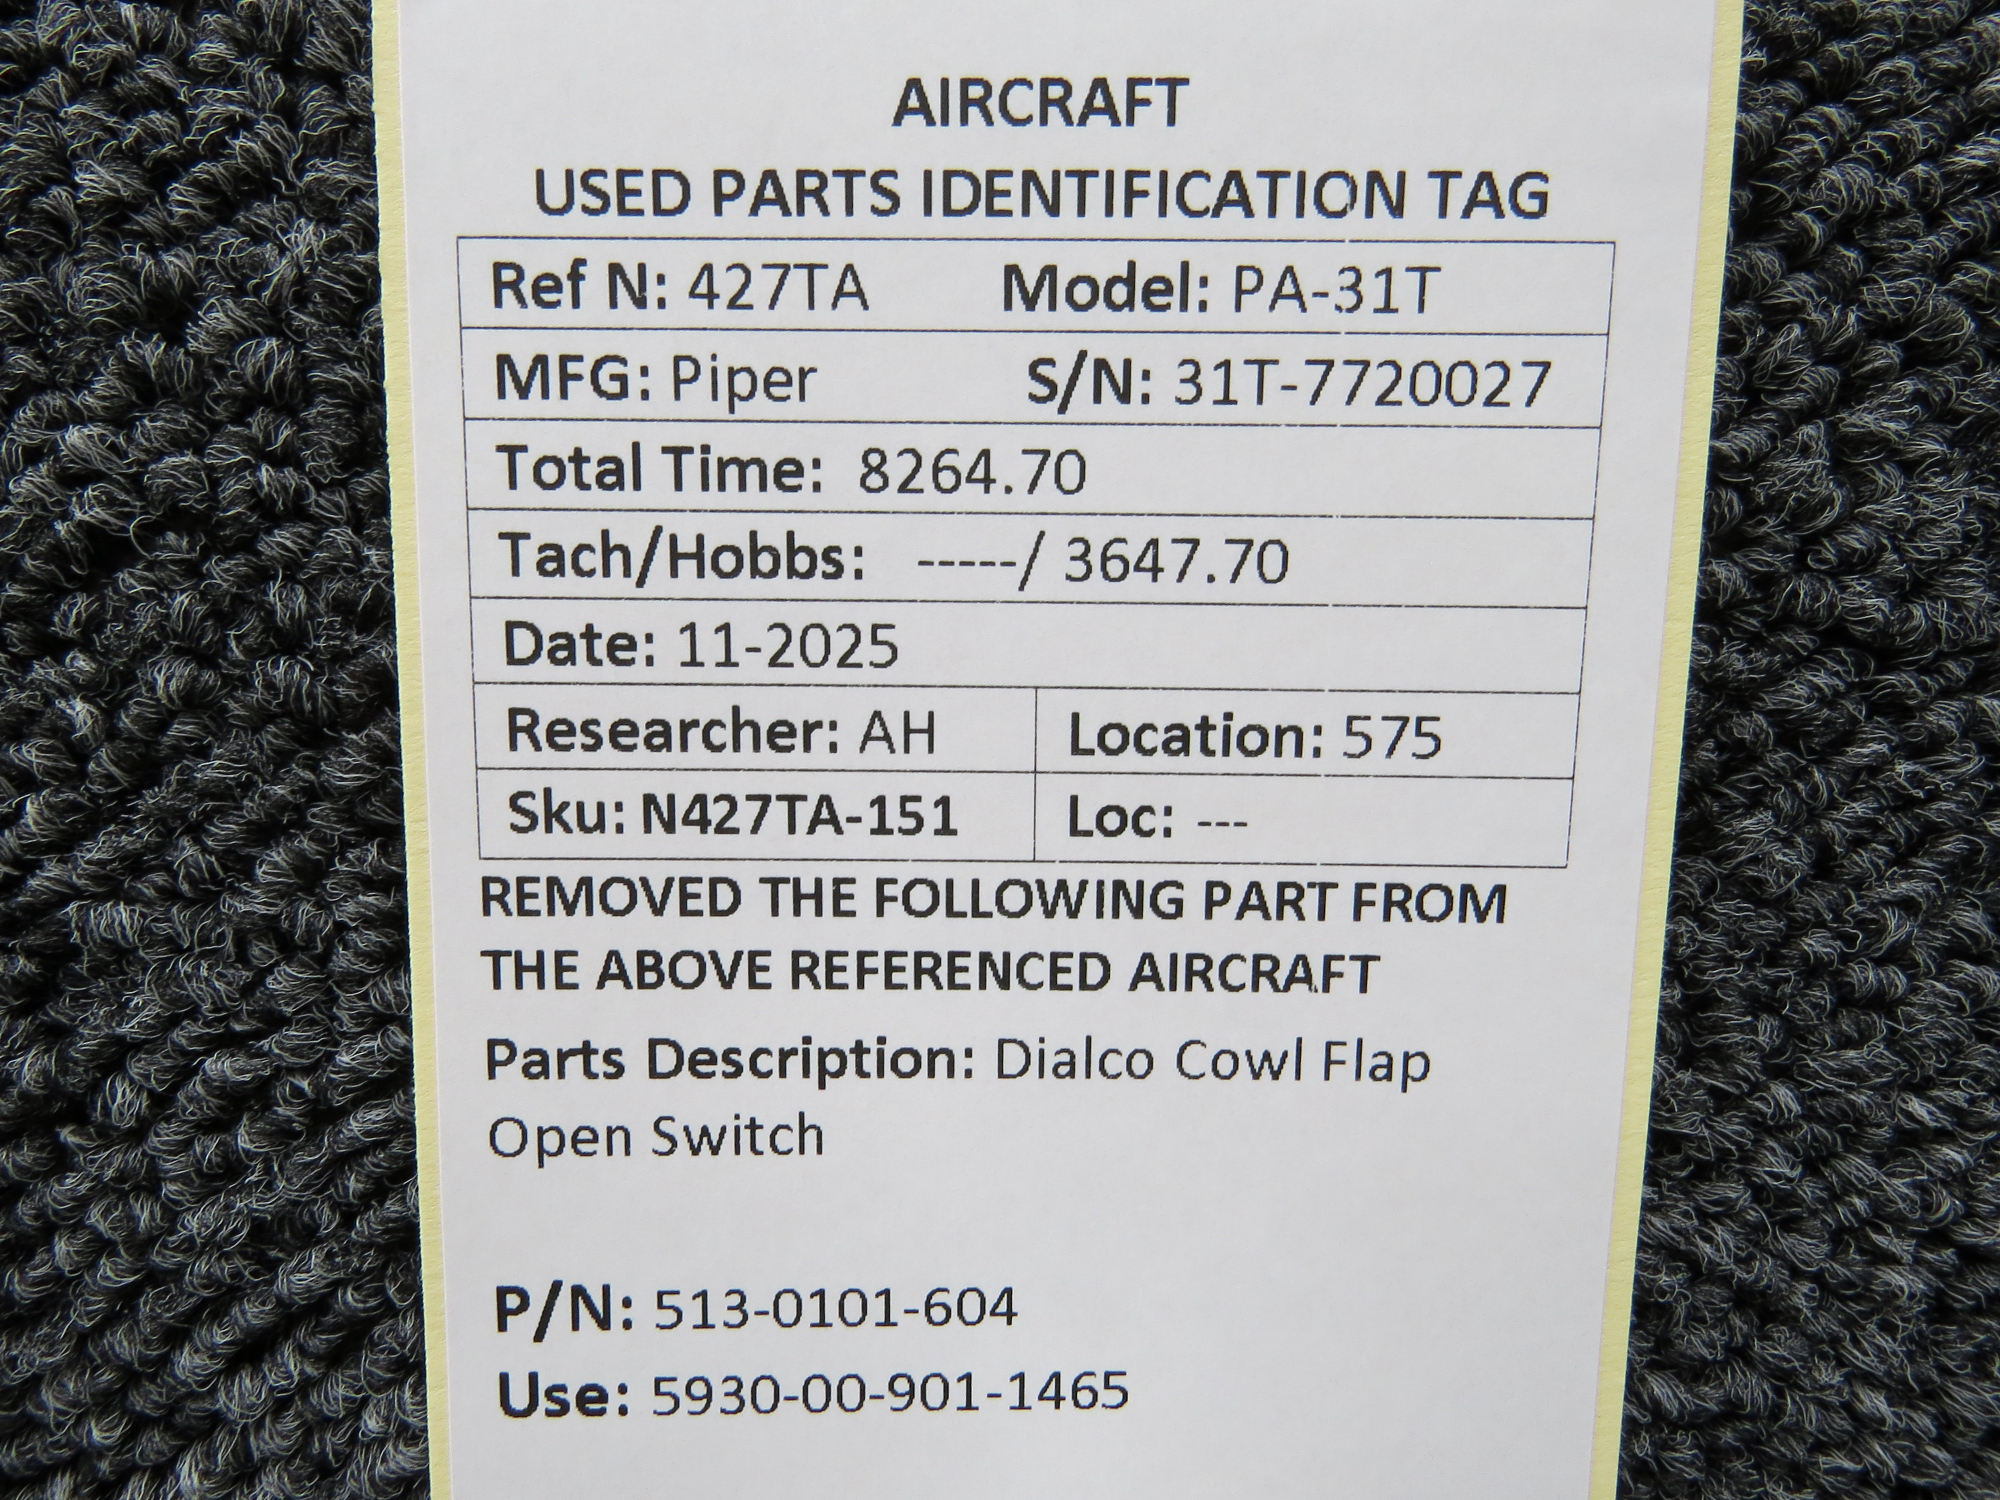 AIRCRAFT
USED PARTS IDENTIFICATION TAG
Ref N: 427TA Model: PA-31T
MFG: Piper S/N: 31T-7720027
Total Time: 8264.70
Tach/Hobbs: -----/ 3647.70
Date: 11-2025
Researcher: AH Location: 575
Sku: N427TA-151 Loc: ---
REMOVED THE FOLLOWING PART FROM
THE ABOVE REFERENCED AIRCRAFT
Parts Description: Dialco Cowl Flap
Open Switch
P/N: 513-0101-604
Use: 5930-00-901-1465